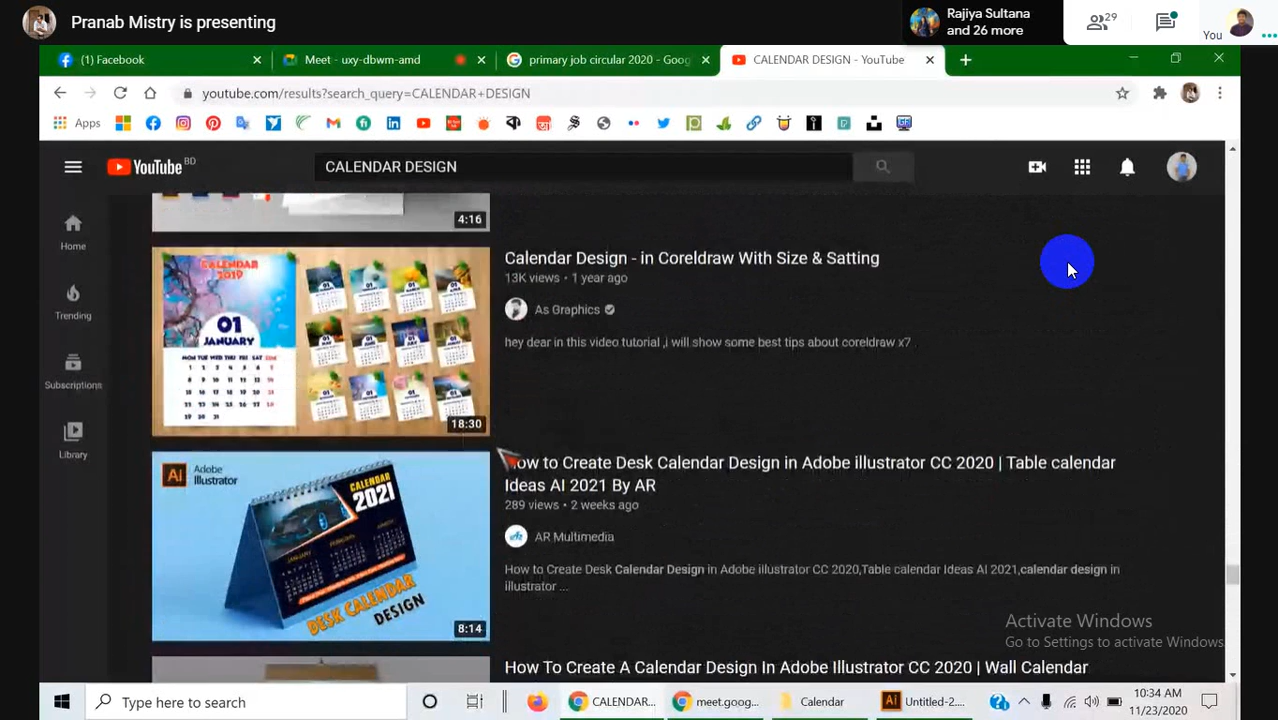 Pranab Mistry is presenting
Rajiya Sultana
and 26 more
29
You
(1) Facebook
Meet - uxy-dbwm-amd
primary job circular 2020 - Goog
CALENDAR DESIGN - YouTube
youtube.com/results?search_query=CALENDAR+DESIGN
Apps
YouTube BD
CALENDAR DESIGN
Home
Trending
Subscriptions
Library
4:16
CALENDAR
2019
01
JANUARY
MON TUE WED THU FRI SAT SUN
18:30
Calendar Design - in Coreldraw With Size & Satting
13K views • 1 year ago
As Graphics
hey dear in this video tutorial ,i will show some best tips about coreldraw x7
Ai Adobe
Illustrator
CALENDAR
2021
DESK CALENDAR
DESIGN
8:14
How to Create Desk Calendar Design in Adobe illustrator CC 2020 | Table calendar
Ideas AI 2021 By AR
289 views • 2 weeks ago
AR Multimedia
How to Create Desk Calendar Design in Adobe illustrator CC 2020,Table calendar Ideas AI 2021,calendar design in
illustrator ...
How To Create A Calendar Design In Adobe Illustrator CC 2020 | Wall Calendar
Activate Windows
Go to Settings to activate Windows.
Type here to search
CALENDAR...
meet.goog...
Calendar
Untitled-2....
10:34 AM
11/23/2020